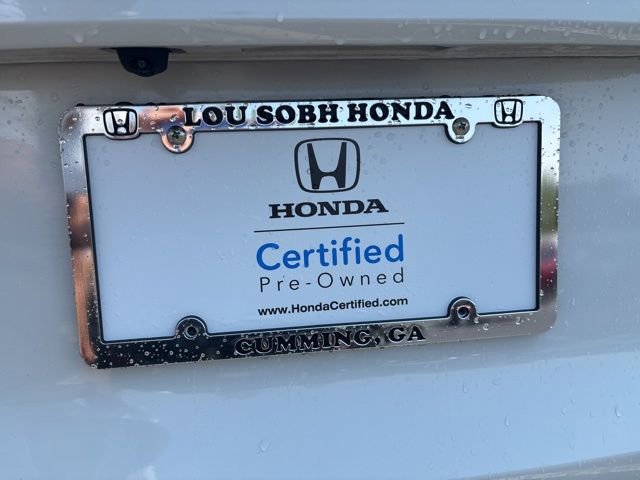 LOU SOBH HONDA
HONDA
Certified
Pre-Owned
www.HondaCertified.com
CUMMING, GA